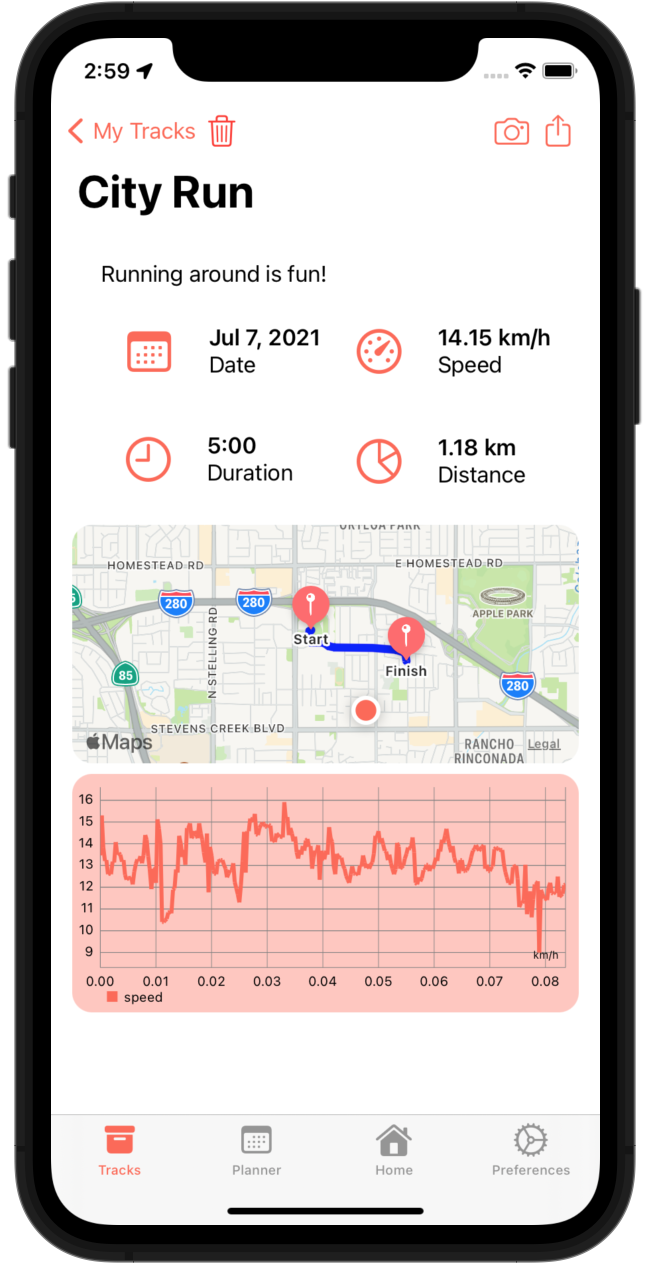 2:59
My Tracks
City Run
Running around is fun!
Jul 7, 2021
Date
14.15 km/h
Speed
5:00
Duration
1.18 km
Distance
ORTEGA PARK
HOMESTEAD RD
E HOMESTEAD RD
280
280
APPLE PARK
Start
N STELLING RD
Finish
85
280
STEVENS CREEK BLVD
Maps
RANCHO
RINCONADA
Legal
16
15
14
13
12
11
10
9
km/h
0.00 0.01 0.02 0.03 0.04 0.05 0.06 0.07 0.08
speed
Tracks
Planner
Home
Preferences